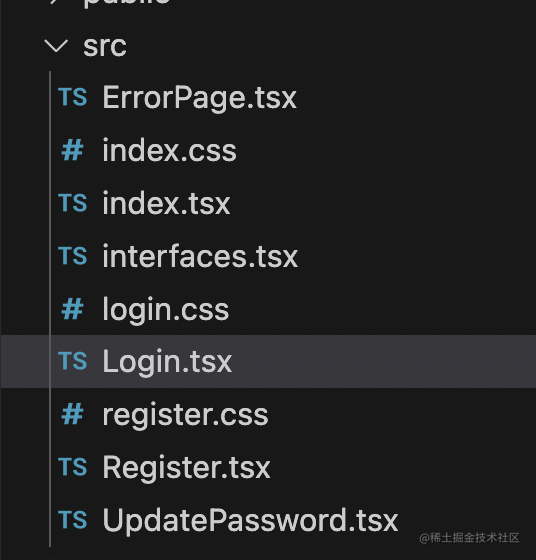 public
src
TS ErrorPage.tsx
# index.css
TS index.tsx
TS interfaces.tsx
# login.css
TS Login.tsx
# register.css
TS Register.tsx
TS UpdatePassword.tsx
@稀土掘金技术社区